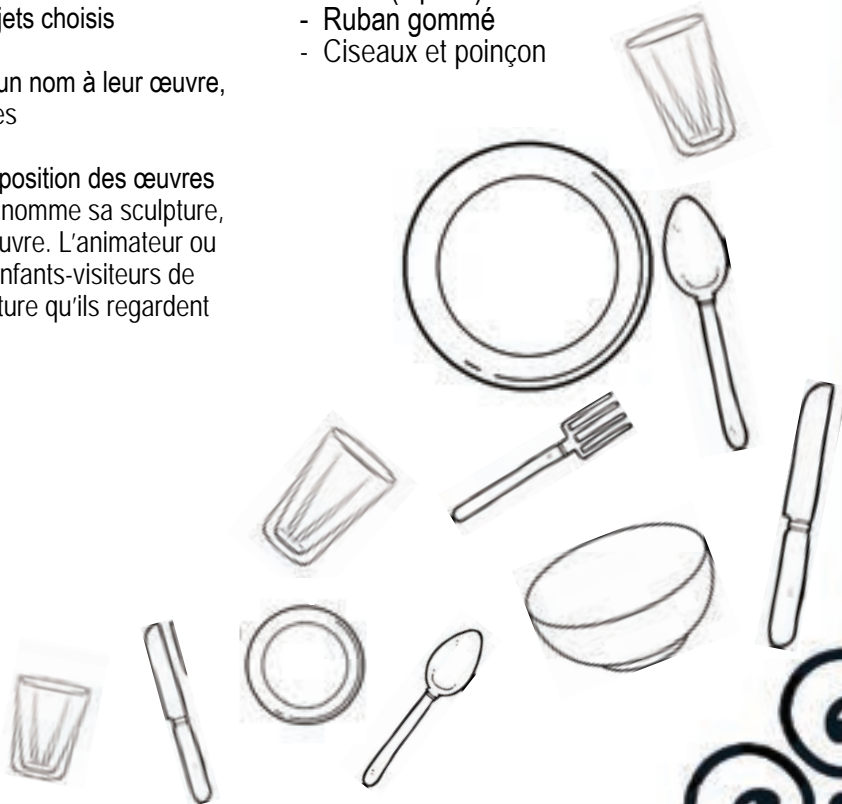 jets choisis
un nom à leur œuvre,
es
position des œuvres
nomme sa sculpture,
uvre. L'animateur ou
nfants-visiteurs de
ture qu'ils regardent
- Ruban gommé
- Ciseaux et poinçon